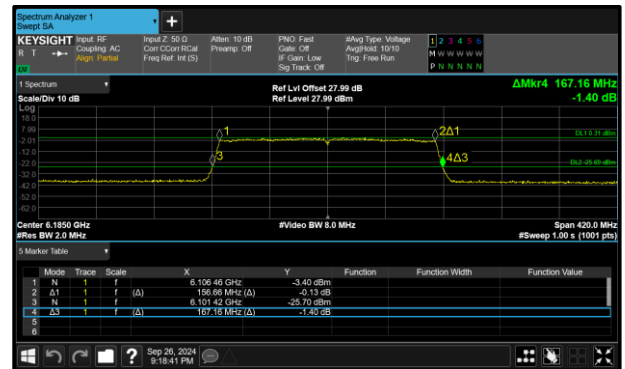 Spectrum Analyzer 1
Swept SA
+
KEYSIGHT Input: RF Input Z: 50 Ω Atten: 10 dB PNO: Fast #Avg Type: Voltage 1 2 3 4 5 6
R T Coupling: AC Corr CCorr RCal Preamp: Off Gate: Off Avg|Hold: 10/10 M W W W W W
Align: Partial Freq Ref: Int (S) IF Gain: Low Trig: Free Run
Sig Track: Off P N N N N N
1 Spectrum ΔMkr4 167.16 MHz
Ref Lvl Offset 27.99 dB
Scale/Div 10 dB Ref Level 27.99 dBm -1.40 dB
Log
18.0
7.99 1 2Δ1
DL1 0.31 dBm
-2.01
-12.0 3 4Δ3
-22.0 DL2 -25.69 dBm
-32.0
-42.0
-52.0
-62.0
Center 6.1850 GHz #Video BW 8.0 MHz Span 420.0 MHz
#Res BW 2.0 MHz #Sweep 1.00 s (1001 pts)
5 Marker Table
Mode Trace Scale X Y Function Function Width Function Value
1 N 1 f 6.106 46 GHz -3.40 dBm
2 Δ1 1 f (Δ) 156.66 MHz (Δ) -0.13 dB
3 N 1 f 6.101 42 GHz -25.70 dBm
4 Δ3 1 f (Δ) 167.16 MHz (Δ) -1.40 dB
5
6
? Sep 26, 2024
9:18:41 PM